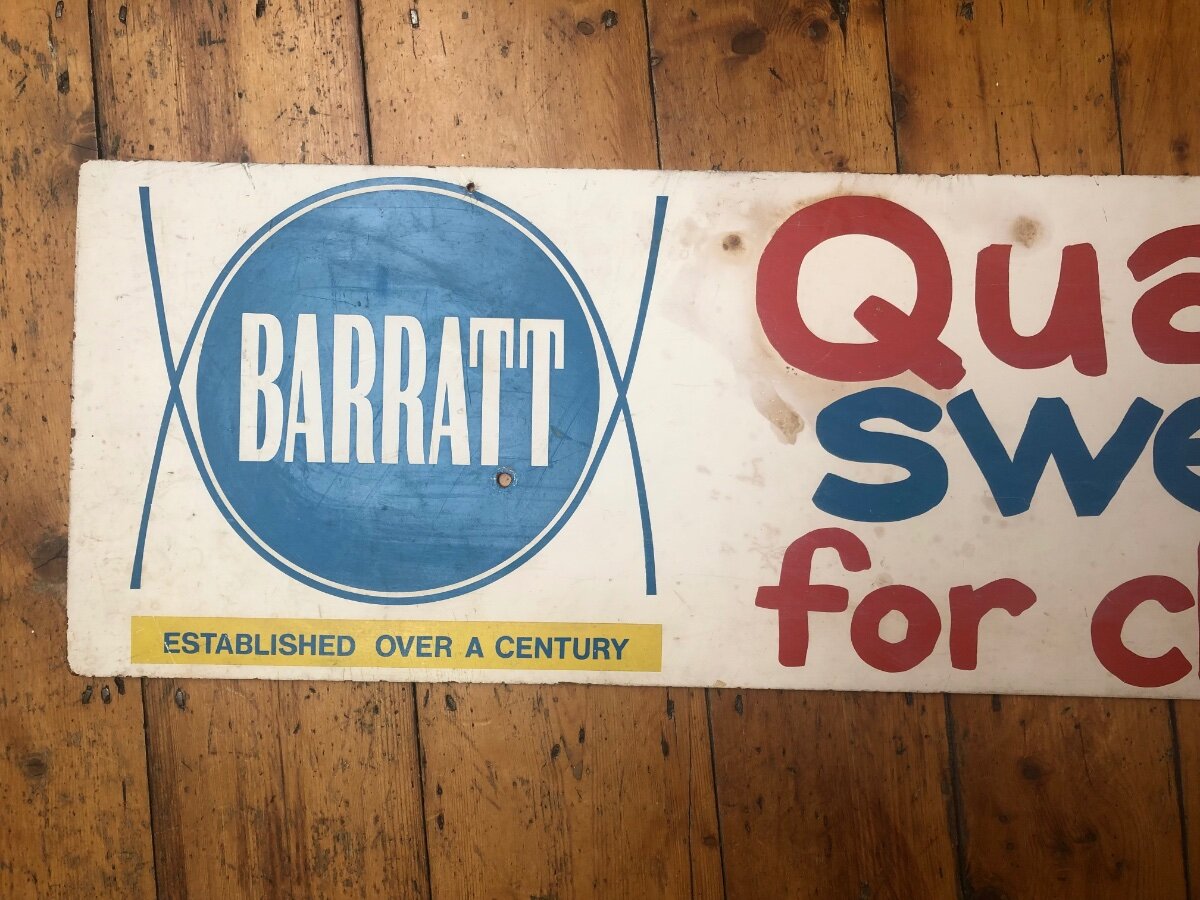 BARRATT
ESTABLISHED OVER A CENTURY
Qua
swe
for c